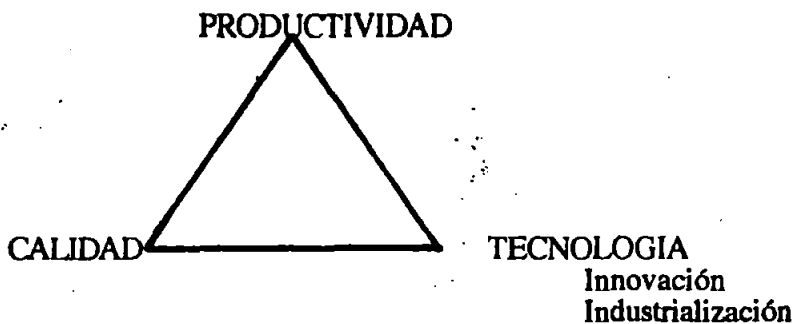 PRODUCTIVIDAD
CALIDAD
TECNOLOGIA
Innovación
Industrialización